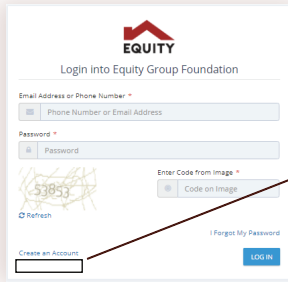 EQUITY
Login into Equity Group Foundation
Email Address or Phone Number *
Phone Number or Email Address
Password *
Password
53853
Enter Code from Image *
Code on Image
Refresh
I Forgot My Password
Create an Account
LOG IN